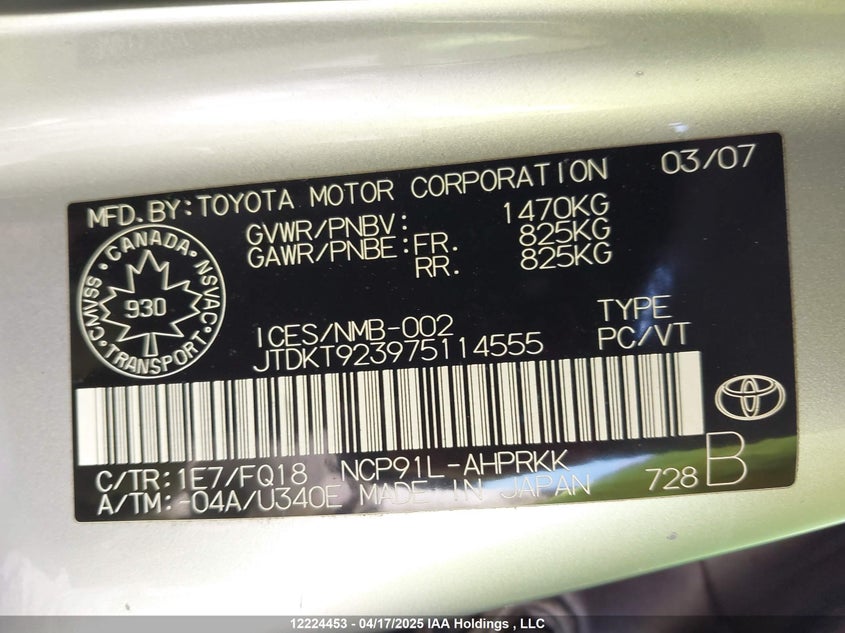 MFD.BY:TOYOTA MOTOR CORPORATION 03/07
GVWR/PNBV: 1470KG
GAWR/PNBE:FR. 825KG
RR. 825KG
CANADA
CMVSS 930 NSVAC
TRANSPORT
ICES/NMB-002 TYPE
JTDKT923975114555 PC/VT
C/TR:1E7/FQ18 NCP91L-AHPRKK
A/TM:-04A/U340E MADE IN JAPAN 728 B
12224453 - 04/17/2025 IAA Holdings , LLC